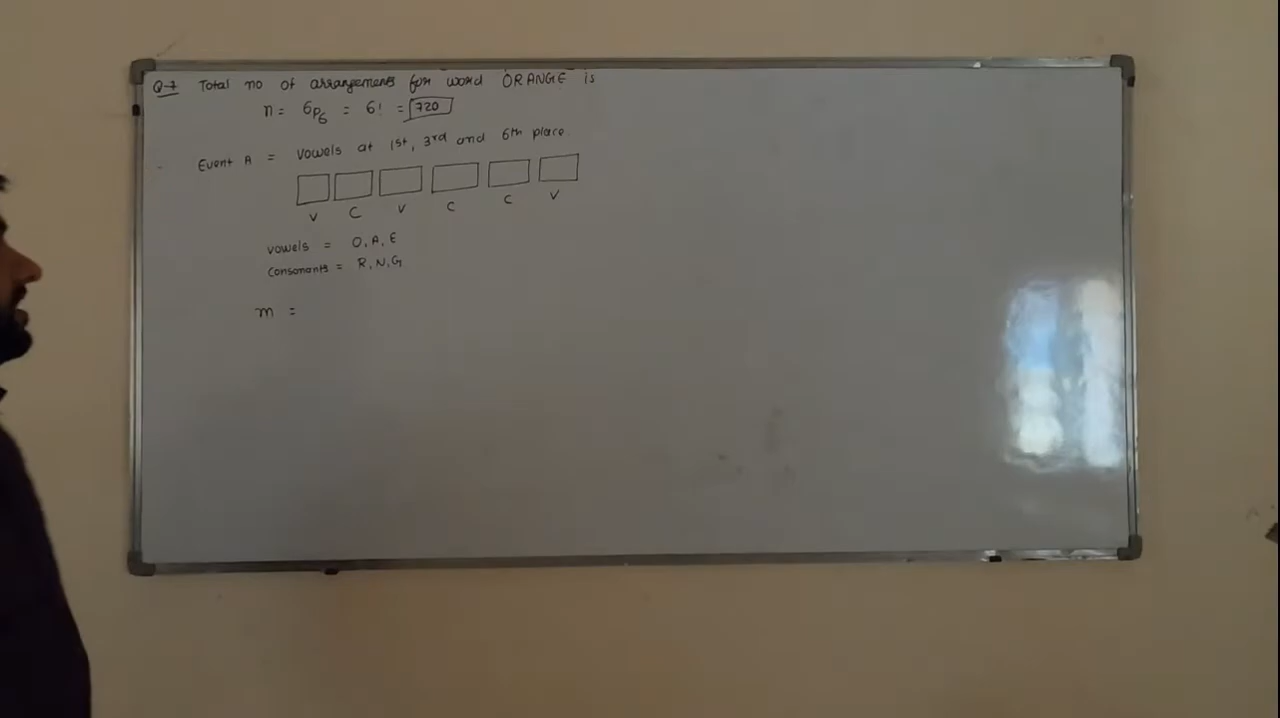 Q-7 Total no of arrangements for word ORANGE is
n = 6P6 = 6! = 720
Event A = vowels at 1st, 3rd and 6th place.
V C V C C V
vowels = O, A, E
Consonants = R, N, G
m =